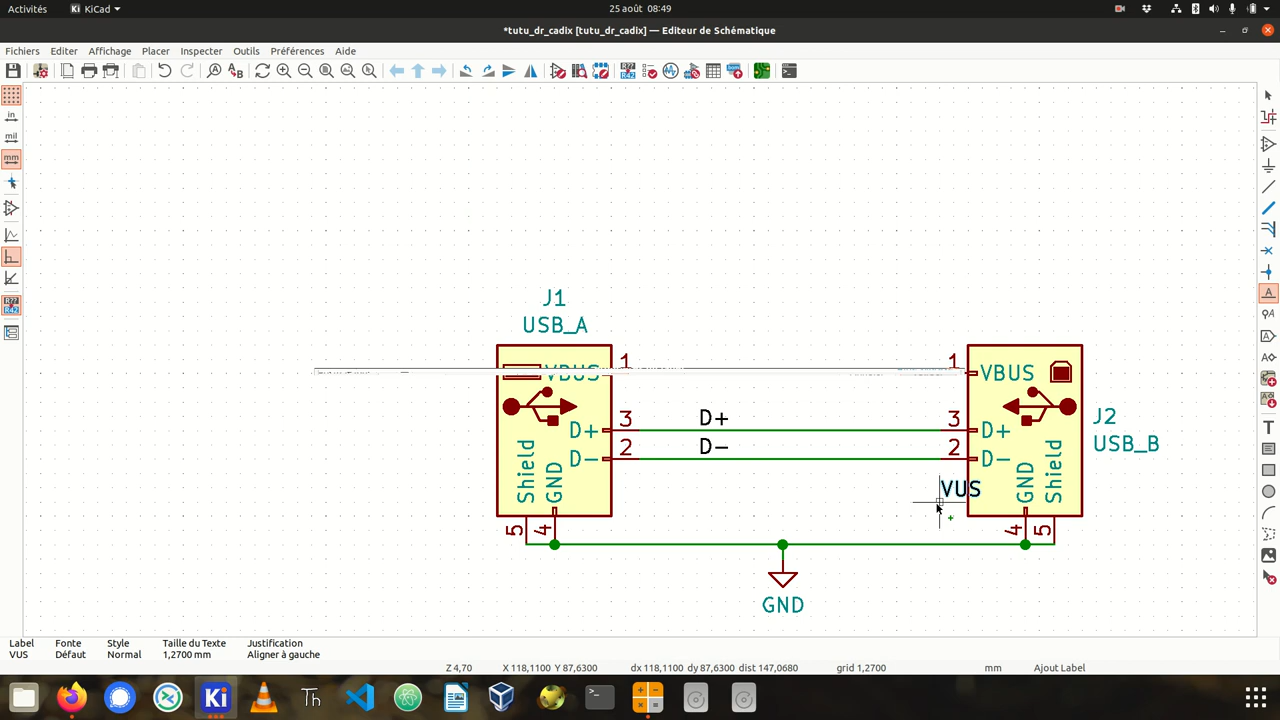 Activités
KiCad
25 août 08:49
*tutu_dr_cadix [tutu_dr_cadix] — Editeur de Schématique
Fichiers Editer Affichage Placer Inspecter Outils Préférences Aide
in
mil
mm
J1
USB_A
1
VBUS
1
VBUS
D+
3
D+
3
D+
D-
2
D-
2
D-
J2
USB_B
Shield
GND
VUS
GND
Shield
5
4
4
5
GND
Label Fonte Style Taille du Texte Justification
VUS Défaut Normal 1,2700 mm Aligner à gauche
Z 4,70 X 118,1100 Y 87,6300 dx 118,1100 dy 87,6300 dist 147,0680 grid 1,2700 mm Ajout Label
Ki
Th